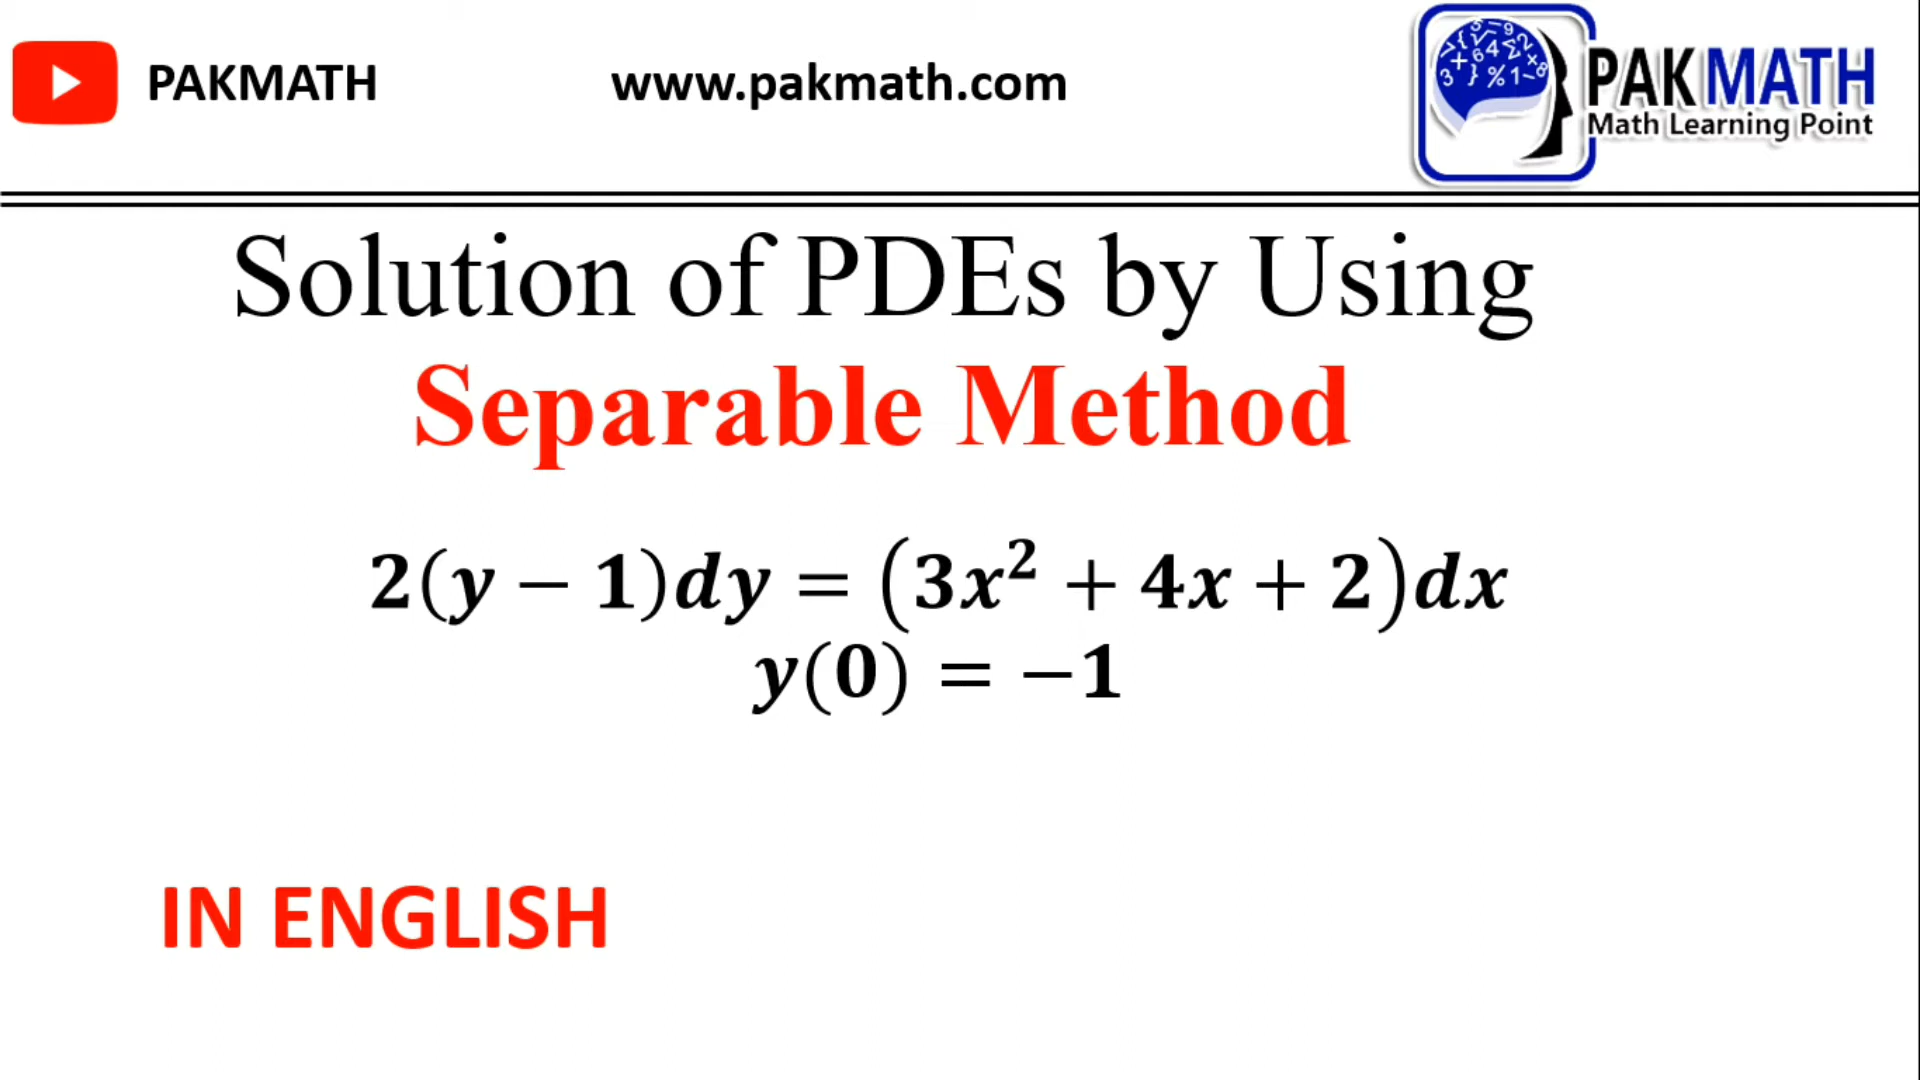 PAKMATH
www.pakmath.com
PAKMATH
Math Learning Point
Solution of PDEs by Using
Separable Method
2(y − 1)dy = (3x² + 4x + 2)dx
y(0) = −1
IN ENGLISH